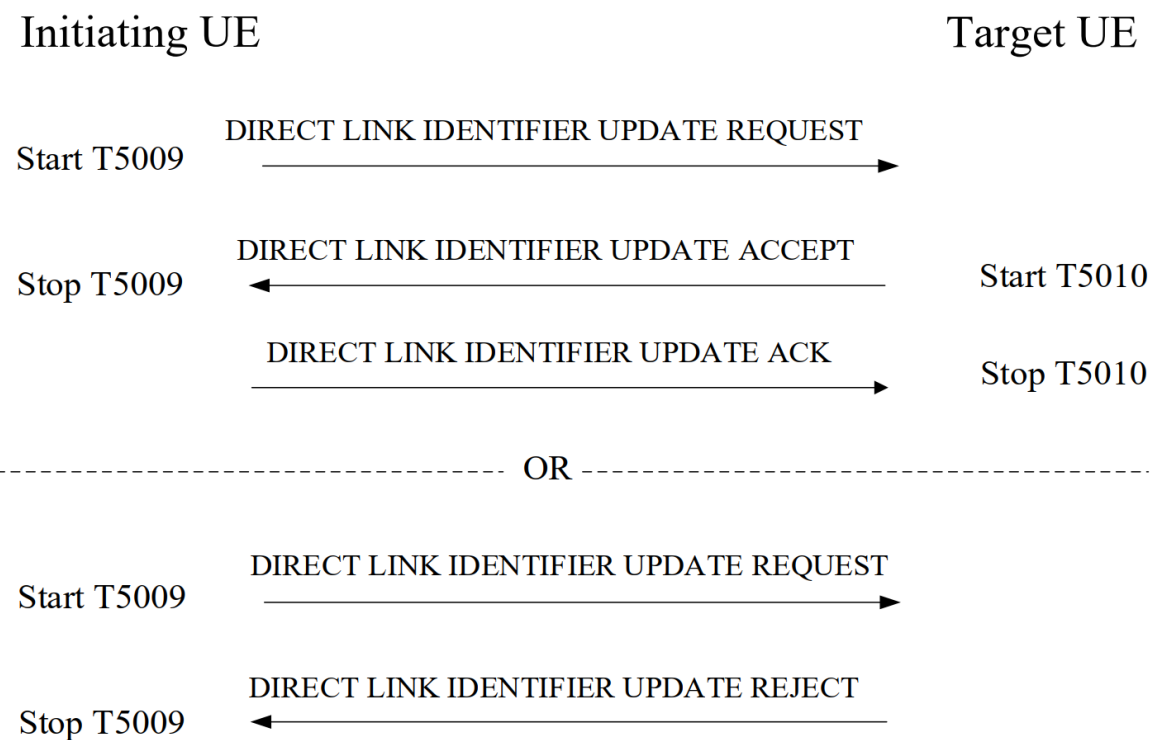 Initiating UE
Target UE
DIRECT LINK IDENTIFIER UPDATE REQUEST
Start T5009
DIRECT LINK IDENTIFIER UPDATE ACCEPT
Stop T5009
Start T5010
DIRECT LINK IDENTIFIER UPDATE ACK
Stop T5010
OR
DIRECT LINK IDENTIFIER UPDATE REQUEST
Start T5009
DIRECT LINK IDENTIFIER UPDATE REJECT
Stop T5009